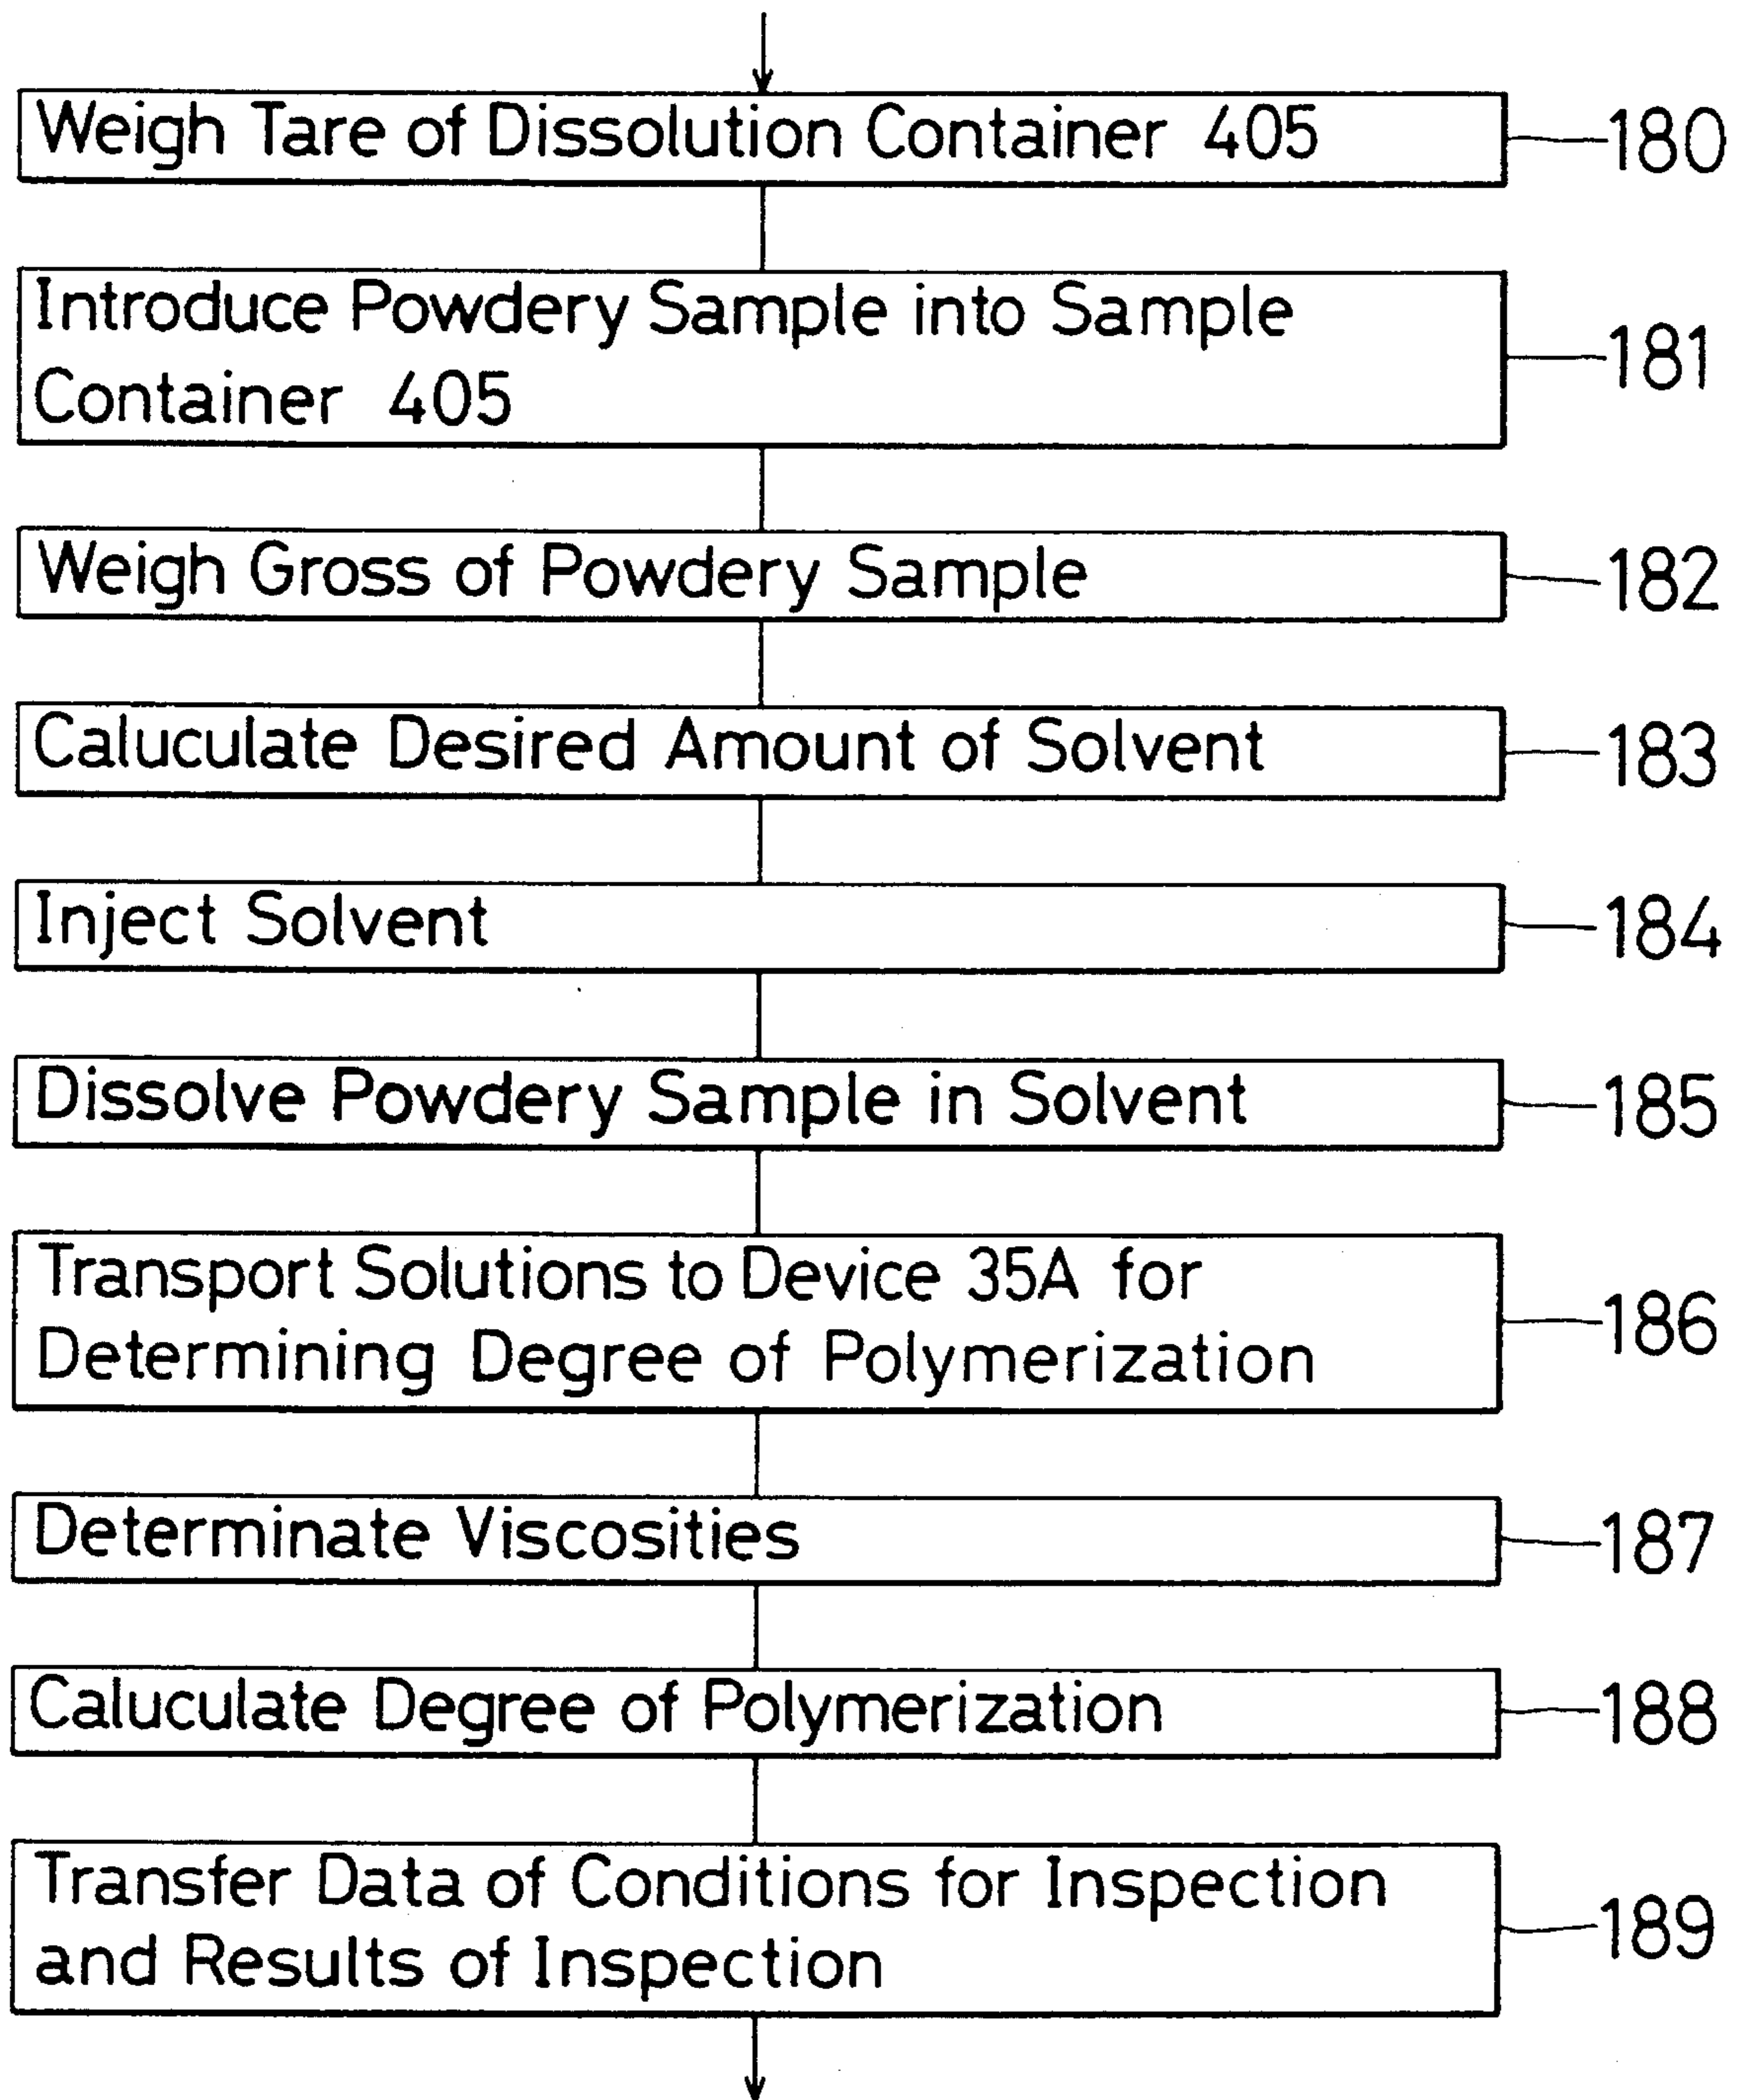 Weigh Tare of Dissolution Container 405
180
Introduce Powdery Sample into Sample
Container 405
181
Weigh Gross of Powdery Sample
182
Caluculate Desired Amount of Solvent
183
Inject Solvent
184
Dissolve Powdery Sample in Solvent
185
Transport Solutions to Device 35A for
Determining Degree of Polymerization
186
Determinate Viscosities
187
Caluculate Degree of Polymerization
188
Transfer Data of Conditions for Inspection
and Results of Inspection
189